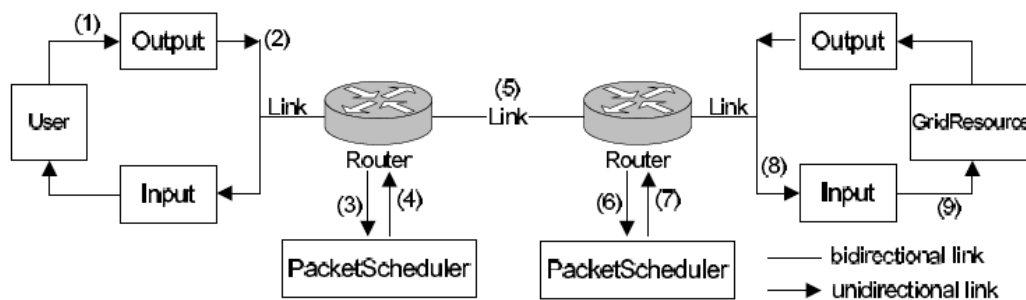 (1)
Output
(2)
User
Link
Input
Router
(3)
(4)
PacketScheduler
(5)
Link
Router
(6)
(7)
PacketScheduler
Link
Output
GridResource
(8)
Input
(9)
bidirectional link
unidirectional link